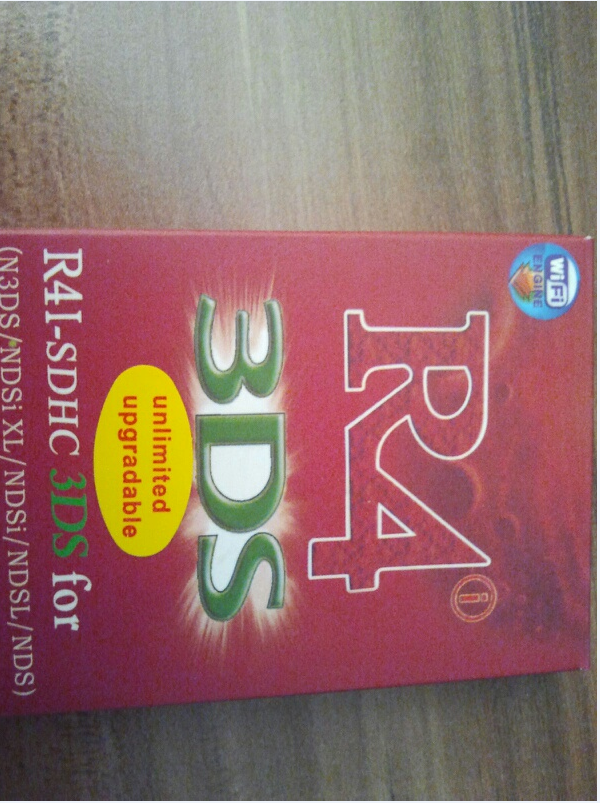 WiFi
ENGINE
R4
i
3DS
unlimited
upgradable
R4I-SDHC 3DS for
(N3DS/NDSi XL/NDSi/NDSL/NDS)